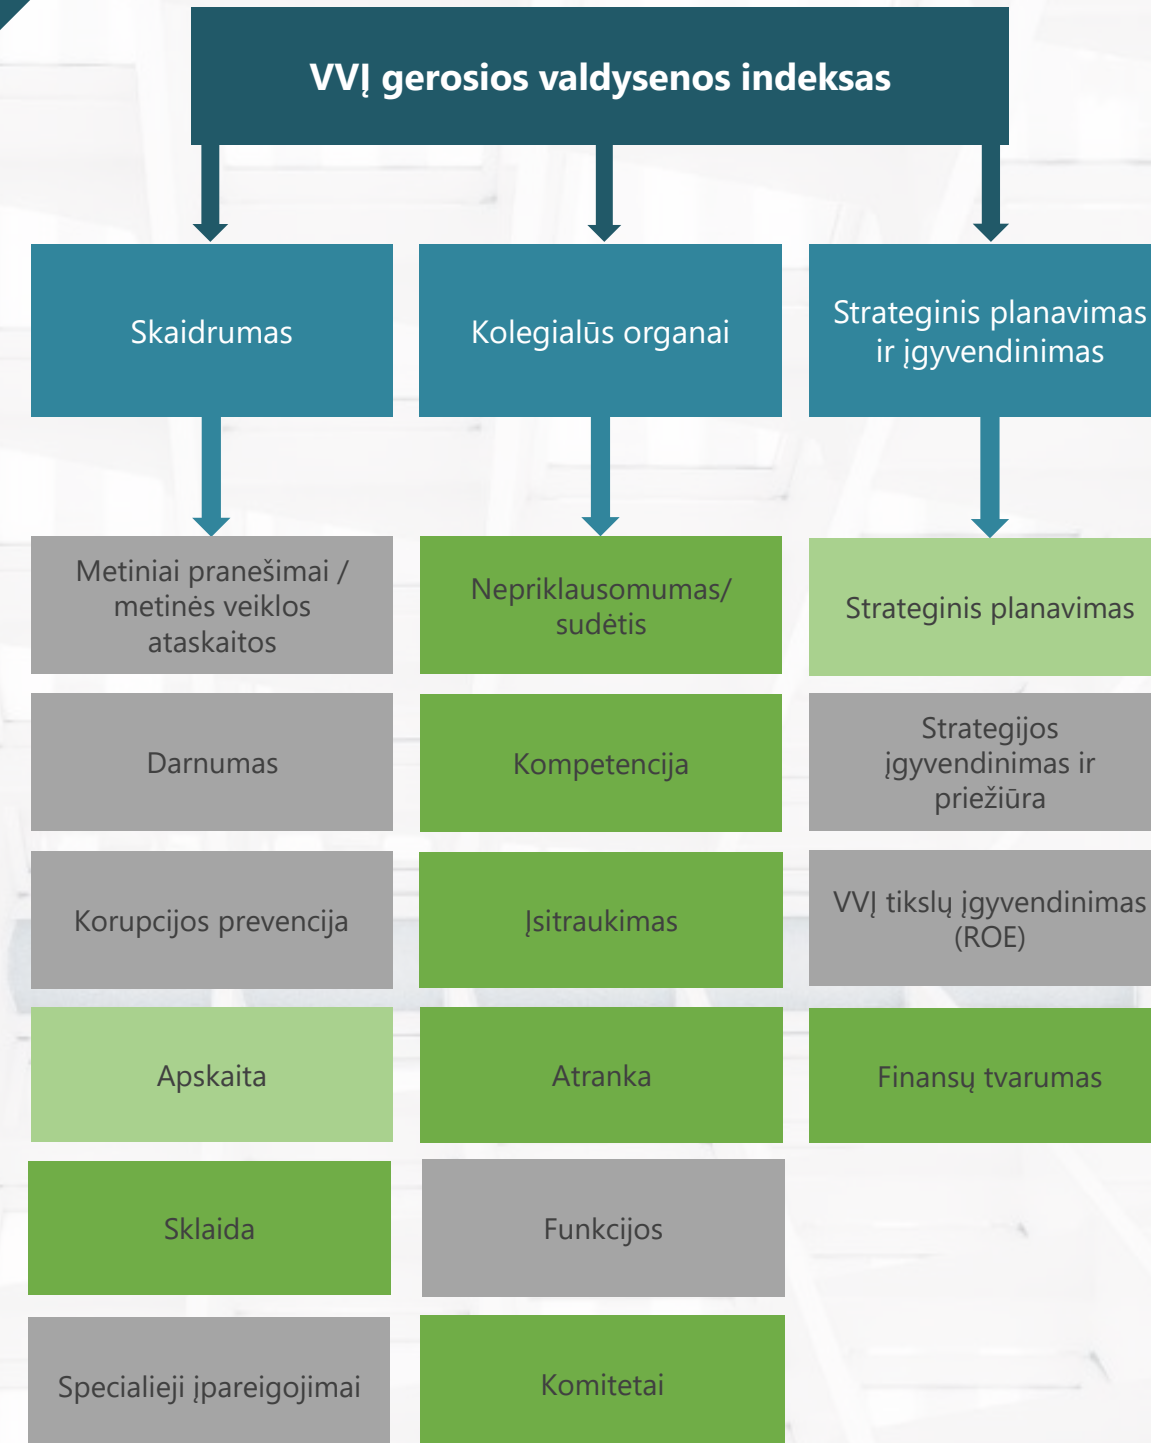 VVĮ gerosios valdysenos indeksas
Skaidrumas
Kolegialūs organai
Strateginis planavimas
ir įgyvendinimas
Metiniai pranešimai /
metinės veiklos
ataskaitos
Nepriklausomumas/
sudėtis
Strateginis planavimas
Darnumas
Kompetencija
Strategijos
įgyvendinimas ir
priežiūra
Korupcijos prevencija
Įsitraukimas
VVĮ tikslų įgyvendinimas
(ROE)
Apskaita
Atranka
Finansų tvarumas
Sklaida
Funkcijos
Specialieji įpareigojimai
Komitetai